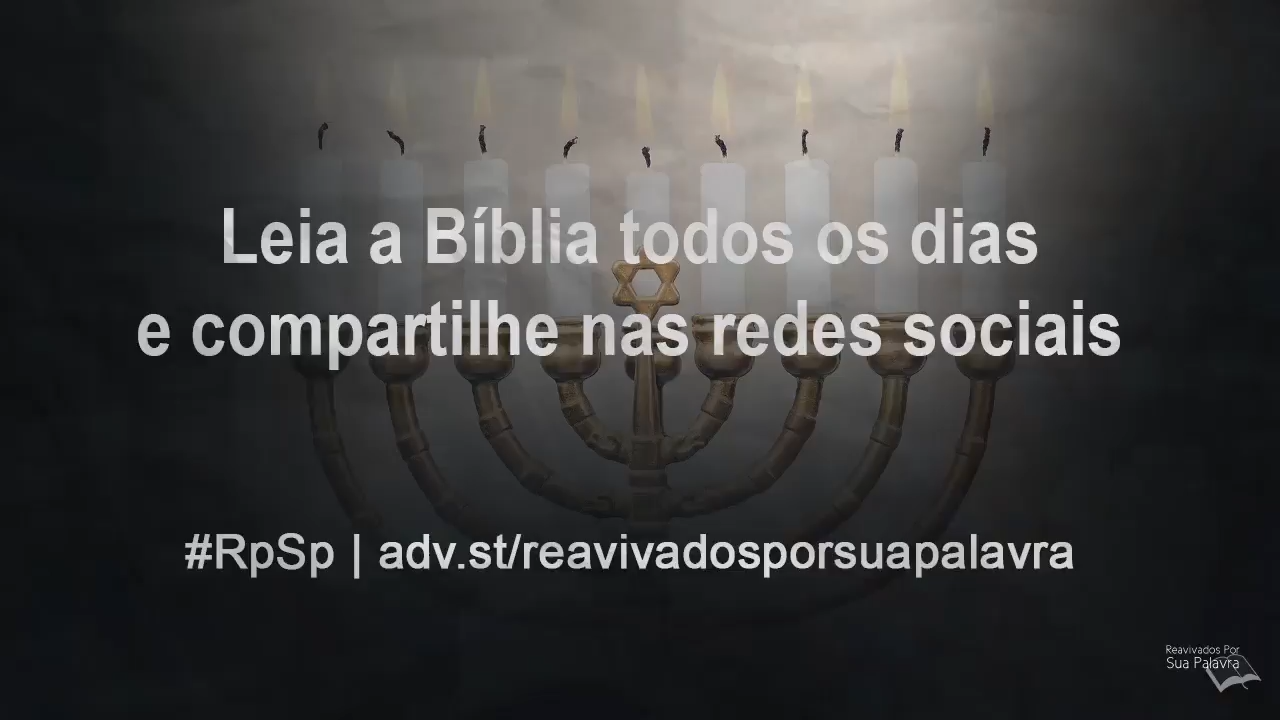 Leia a Bíblia todos os dias
e compartilhe nas redes sociais
#RpSp | adv.st/reavivadosporsuapalavra
Reavivados Por
Sua Palavra